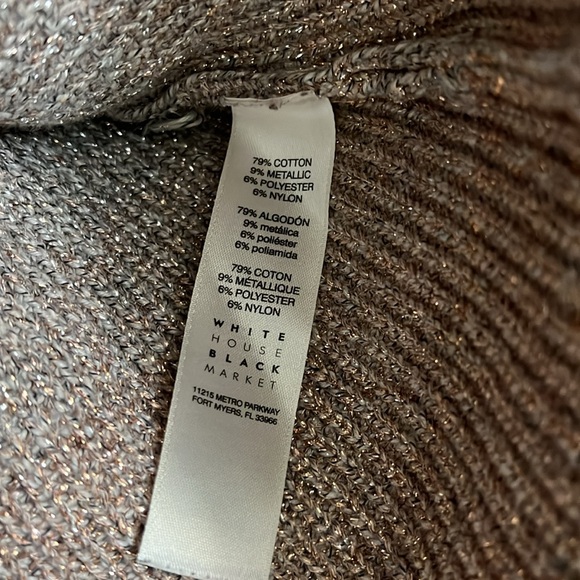 79% COTTON
9% METALLIC
6% POLYESTER
6% NYLON
79% ALGODÓN
9% metálica
6% poliéster
6% poliamida
79% COTON
9% MÉTALLIQUE
6% POLYESTER
6% NYLON
WHITE
HOUSE
BLACK
MARKET
11215 METRO PARKWAY
FORT MYERS, FL 33966